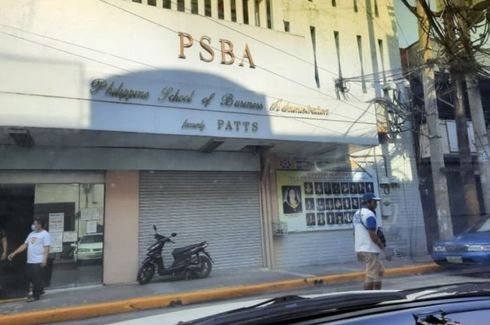 PSBA
Philippine School of Business Administration
formerly PATTS